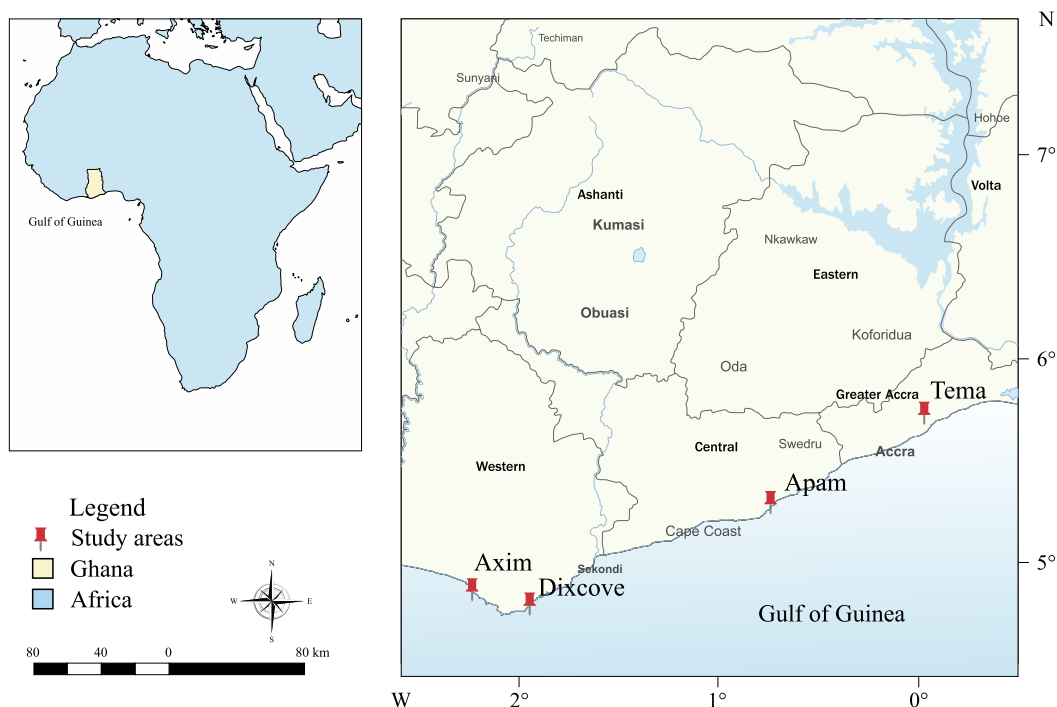 Gulf of Guinea
N
Techiman
Sunyani
Hohoe
7°
Ashanti
Volta
Kumasi
Nkawkaw
Eastern
Obuasi
Koforidua
6°
Oda
Greater Accra
Tema
Central
Swedru
Accra
Western
Apam
Cape Coast
Axim
Sekondi
5°
Dixcove
Gulf of Guinea
W
2°
1°
0°
Legend
Study areas
Ghana
Africa
N
W
E
S
80
40
0
80 km